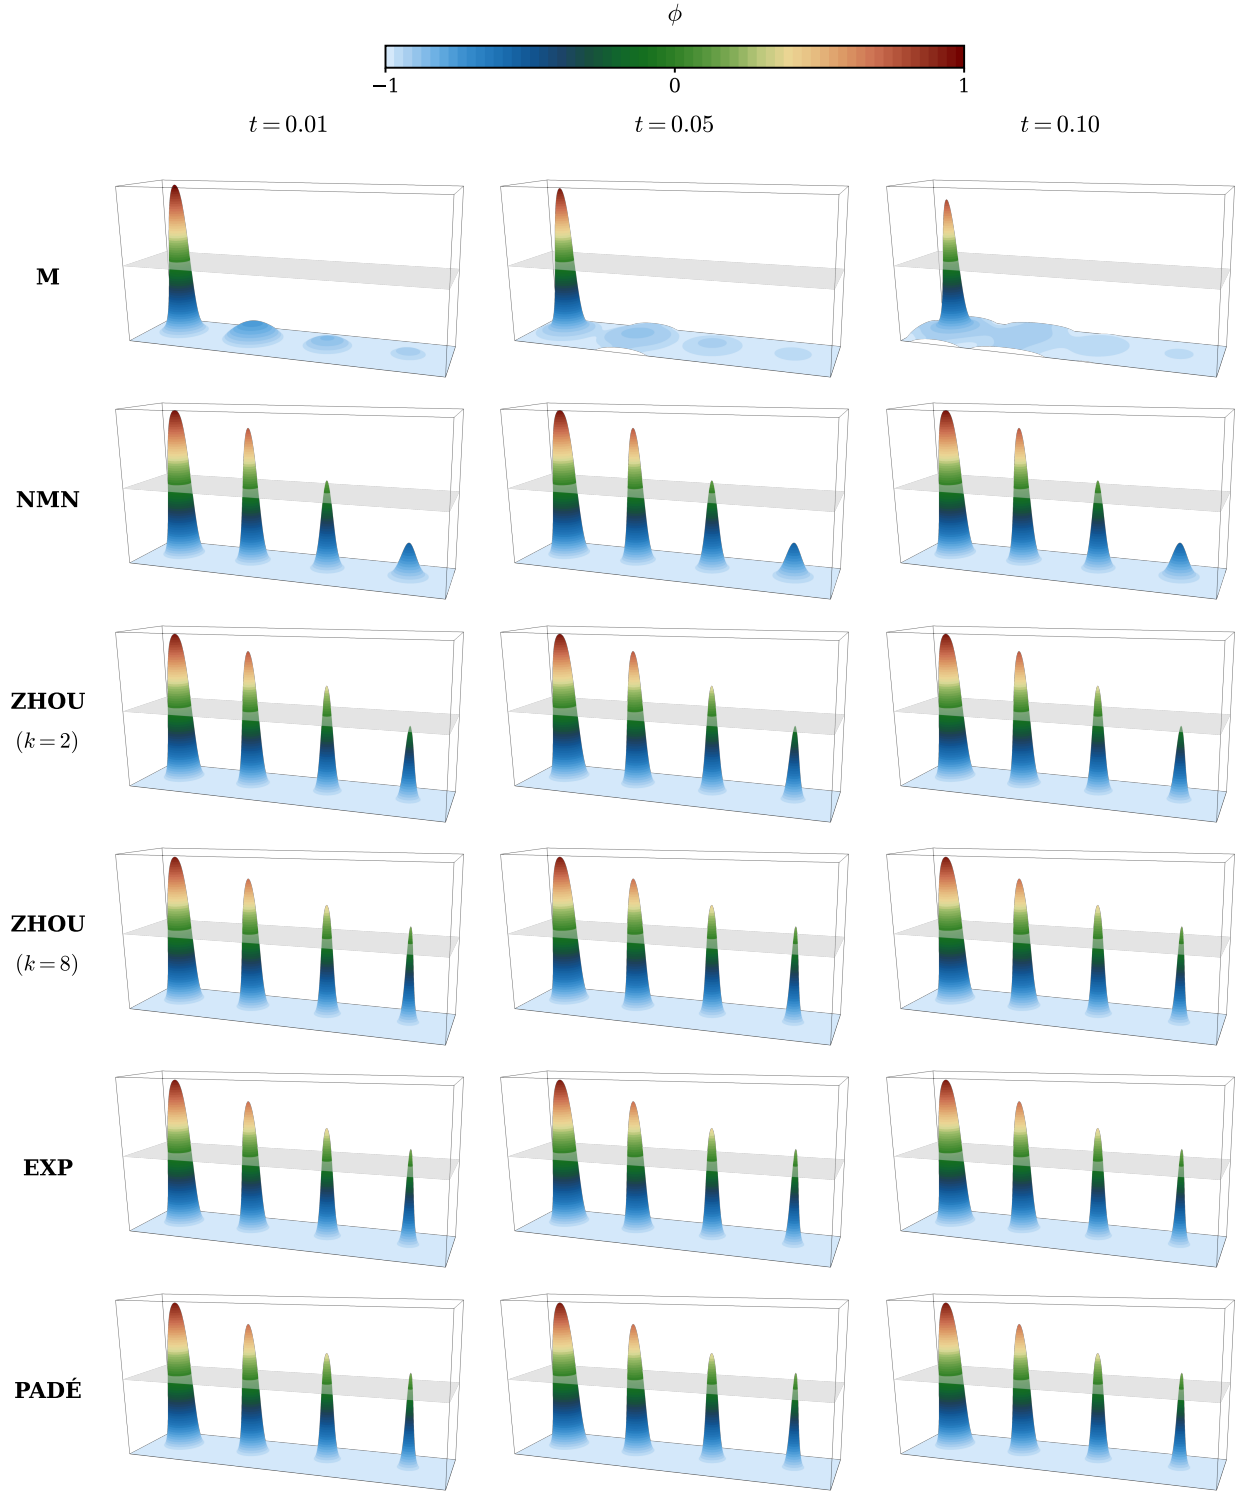 ϕ
−1 0 1
t = 0.01 t = 0.05 t = 0.10
M
NMN
ZHOU
(k = 2)
ZHOU
(k = 8)
EXP
PADÉ